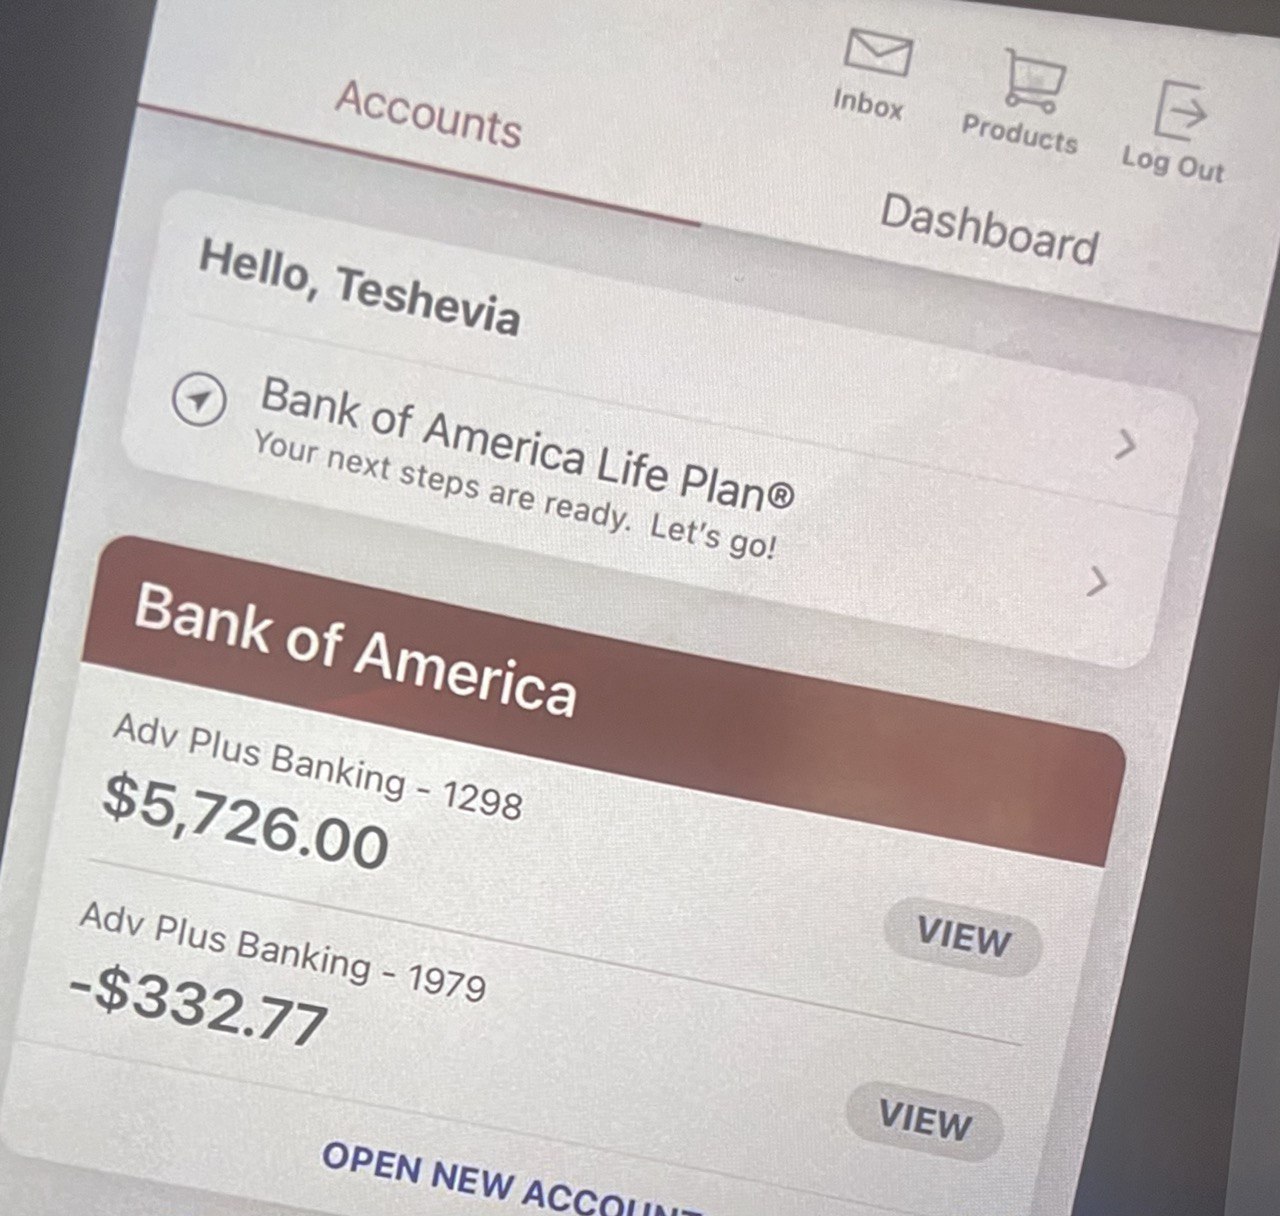 Inbox
Products
Log Out
Accounts
Dashboard
Hello, Teshevia
Bank of America Life Plan®
Your next steps are ready. Let's go!
Bank of America
Adv Plus Banking - 1298
$5,726.00
VIEW
Adv Plus Banking - 1979
-$332.77
VIEW
OPEN NEW ACCOUNT